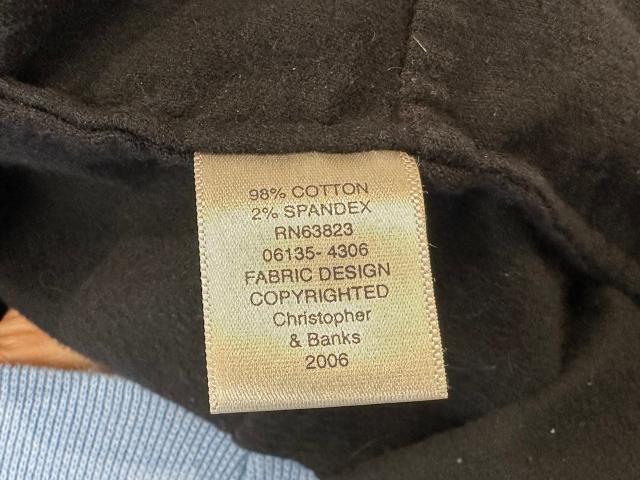 98% COTTON
2% SPANDEX
RN63823
06135- 4306
FABRIC DESIGN
COPYRIGHTED
Christopher
& Banks
2006